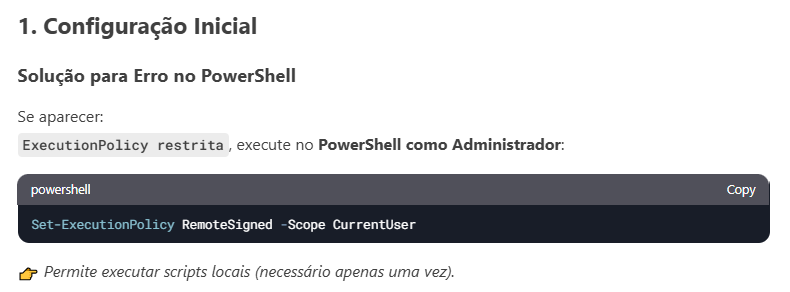 1. Configuração Inicial
Solução para Erro no PowerShell
Se aparecer:
ExecutionPolicy restrita, execute no PowerShell como Administrador:
powershell Copy
Set-ExecutionPolicy RemoteSigned -Scope CurrentUser
👉 Permite executar scripts locais (necessário apenas uma vez).